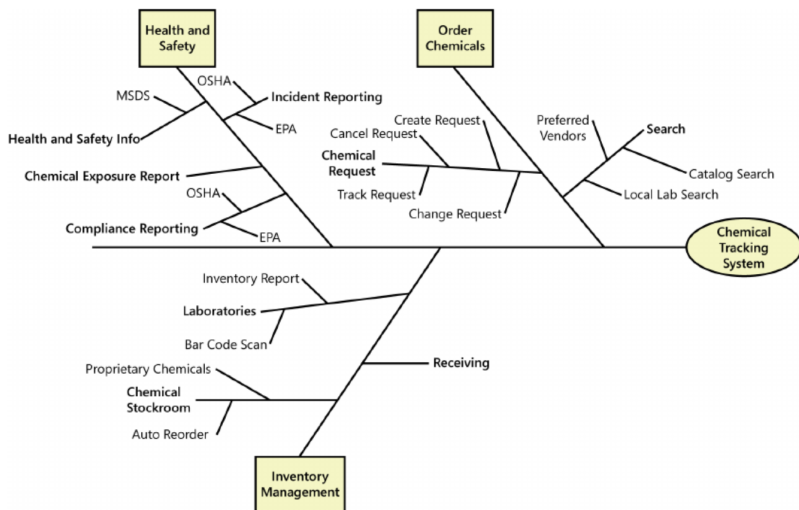 Health and
Safety
Order
Chemicals
OSHA
MSDS
Incident Reporting
EPA
Health and Safety Info
Chemical Exposure Report
OSHA
Compliance Reporting
EPA
Create Request
Cancel Request
Chemical
Request
Track Request
Change Request
Preferred
Vendors
Search
Catalog Search
Local Lab Search
Chemical
Tracking
System
Inventory Report
Laboratories
Bar Code Scan
Receiving
Proprietary Chemicals
Chemical
Stockroom
Auto Reorder
Inventory
Management